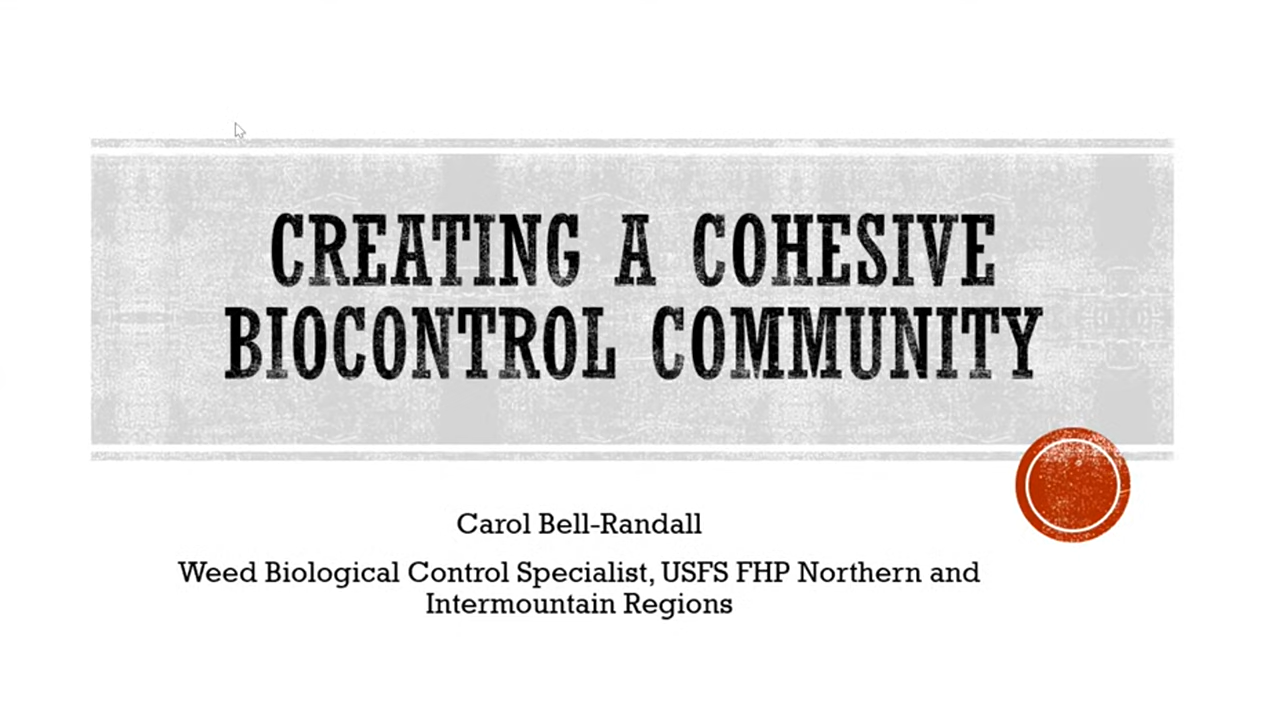 CREATING A COHESIVE
BIOCONTROL COMMUNITY
Carol Bell-Randall
Weed Biological Control Specialist, USFS FHP Northern and
Intermountain Regions